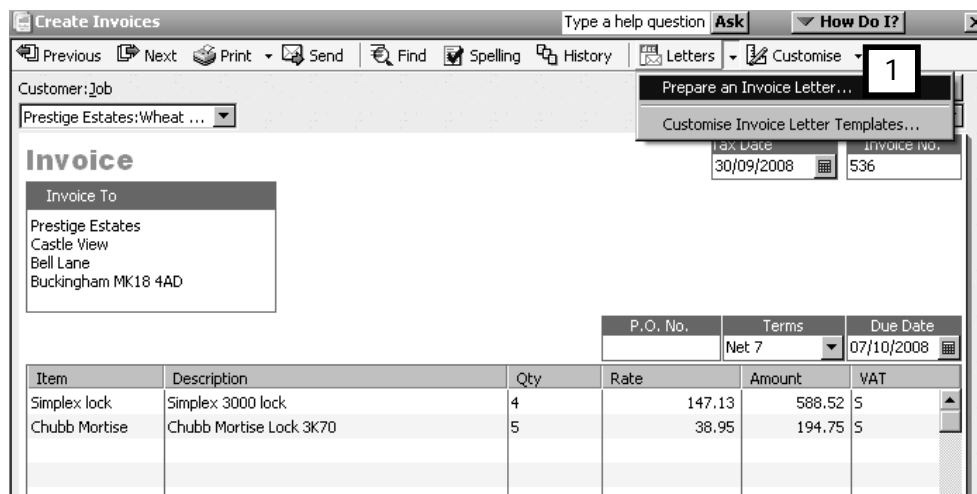 Create Invoices Type a help question Ask How Do I?
Previous Next Print Send Find Spelling History Letters Customise
1
Customer:Job Prepare an Invoice Letter...
Prestige Estates:Wheat ...
Customise Invoice Letter Templates...
Invoice Tax Date Invoice No.
30/09/2008 536
Invoice To
Prestige Estates
Castle View
Bell Lane
Buckingham MK18 4AD
P.O. No. Terms Due Date
Net 7 07/10/2008
Item Description Qty Rate Amount VAT
Simplex lock Simplex 3000 lock 4 147.13 588.52 S
Chubb Mortise Chubb Mortise Lock 3K70 5 38.95 194.75 S